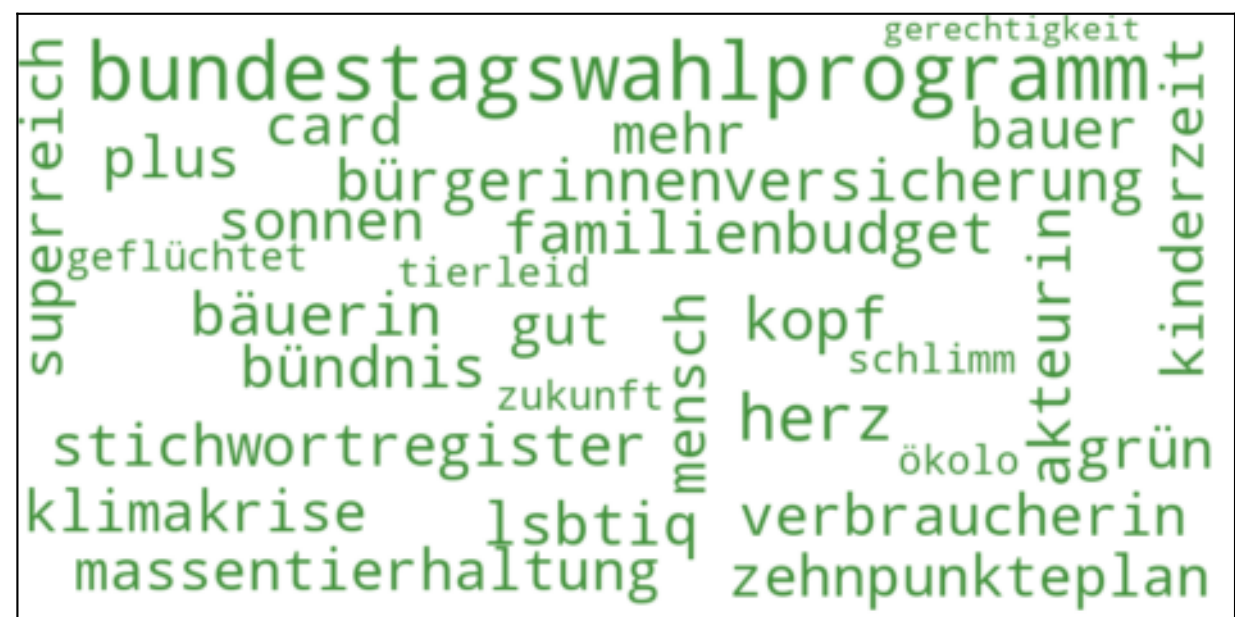 gerechtigkeit
bundestagswahlprogramm
superreich
kinderzeit
card
mehr
bauer
plus
bürgerinnenversicherung
sonnen
familienbudget
akteurin
geflüchtet
tierleid
bäuerin
gut
mensch
kopf
bündnis
schlimm
zukunft
herz
stichwortregister
ökolo
grün
klimakrise
lsbtiq
verbraucherin
massentierhaltung
zehnpunkteplan